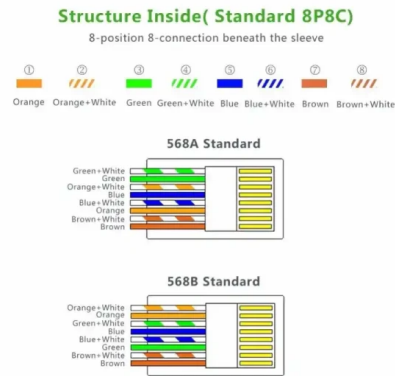 Structure Inside( Standard 8P8C)
8-position 8-connection beneath the sleeve
① ② ③ ④ ⑤ ⑥ ⑦ ⑧
Orange Orange+White Green Green+White Blue Blue+White Brown Brown+White
568A Standard
Green+White
Green
Orange+White
Blue
Blue+White
Orange
Brown+White
Brown
568B Standard
Orange+White
Orange
Green+White
Blue
Blue+White
Green
Brown+White
Brown